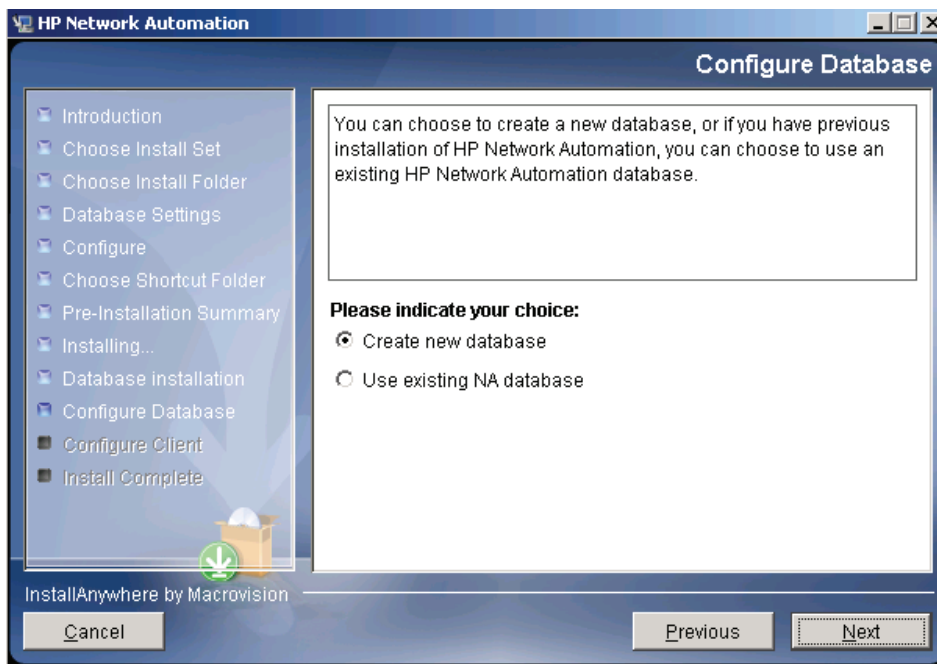 HP Network Automation
Configure Database
Introduction
Choose Install Set
Choose Install Folder
Database Settings
Configure
Choose Shortcut Folder
Pre-Installation Summary
Installing...
Database installation
Configure Database
Configure Client
Install Complete
You can choose to create a new database, or if you have previous
installation of HP Network Automation, you can choose to use an
existing HP Network Automation database.
Please indicate your choice:
Create new database
Use existing NA database
InstallAnywhere by Macrovision
Cancel
Previous
Next